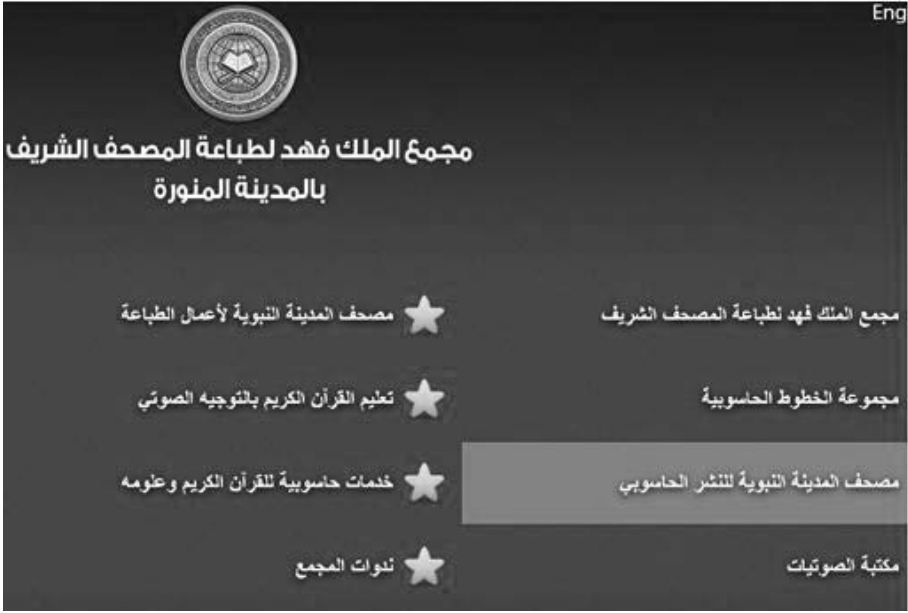 Eng
مجمع الملك فهد لطباعة المصحف الشريف
بالمدينة المنورة
مجمع الملك فهد لطباعة المصحف الشريف
مصحف المدينة النبوية لأعمال الطباعة
مجموعة الخطوط الحاسوبية
تعليم القرآن الكريم بالتوجيه الصوتي
مصحف المدينة النبوية للنشر الحاسوبي
خدمات حاسوبية للقرآن الكريم وعلومه
مكتبة الصوتيات
ندوات المجمع